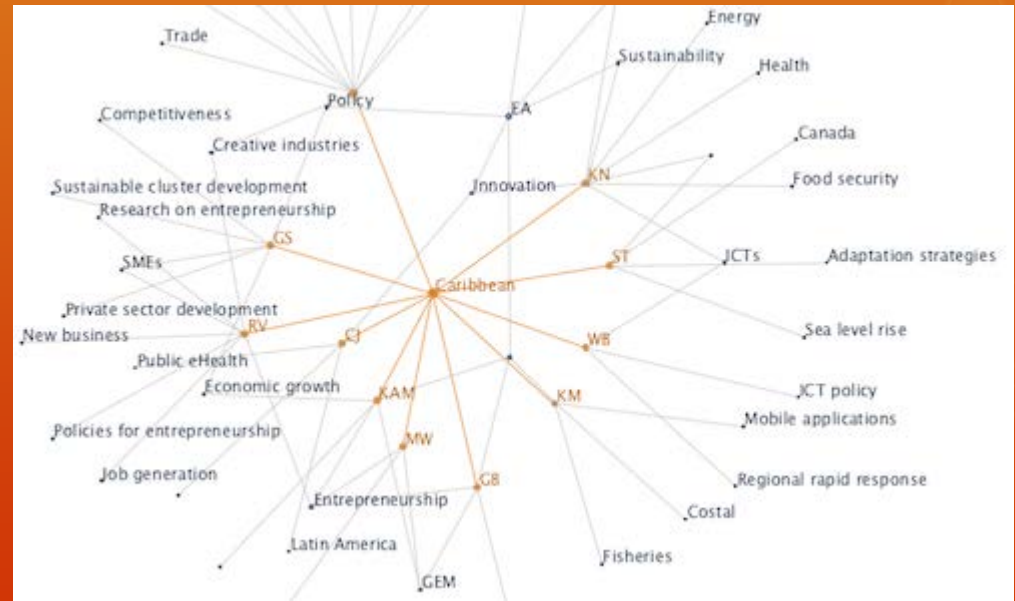 Energy
Trade
Sustainability
Health
Policy
EA
Competitiveness
Canada
Creative industries
KN
Food security
Innovation
Sustainable cluster development
Research on entrepreneurship
GS
ST
JCTs
Adaptation strategies
SMEs
Caribbean
Private sector development
RV
Sea level rise
New business
CJ
WB
Public eHealth
Economic growth
KAM
KM
JCT policy
Mobile applications
Policies for entrepreneurship
MW
Job generation
GB
Regional rapid response
Entrepreneurship
Costal
Latin America
Fisheries
GEM